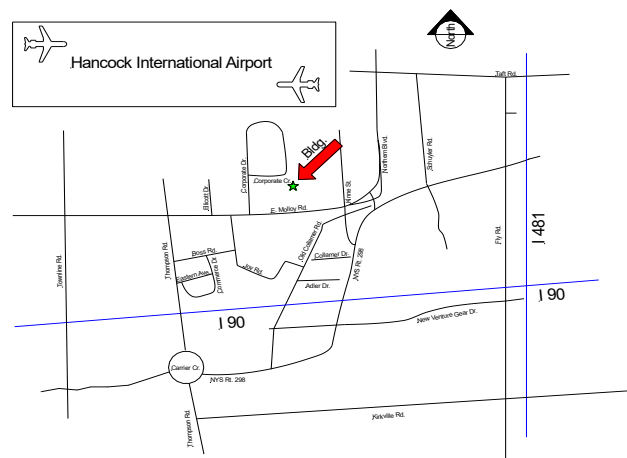 North
Hancock International Airport
Taft Rd.
Bldg.
Northern Blvd.
Schuyler Rd.
Corporate Dr.
Corporate Cr.
Kinne St.
Ellicott Dr.
E. Molloy Rd.
Fly Rd.
I 481
Old Collamer Rd.
Thompson Rd.
Boss Rd.
Townline Rd.
Joy Rd.
Collamer Dr.
NYS Rt. 298
Eastern Ave.
Commerce Dr.
Adler Dr.
I 90
I 90
New Venture Gear Dr.
Carrier Cr.
NYS Rt. 298
Thompson Rd.
Kirkville Rd.